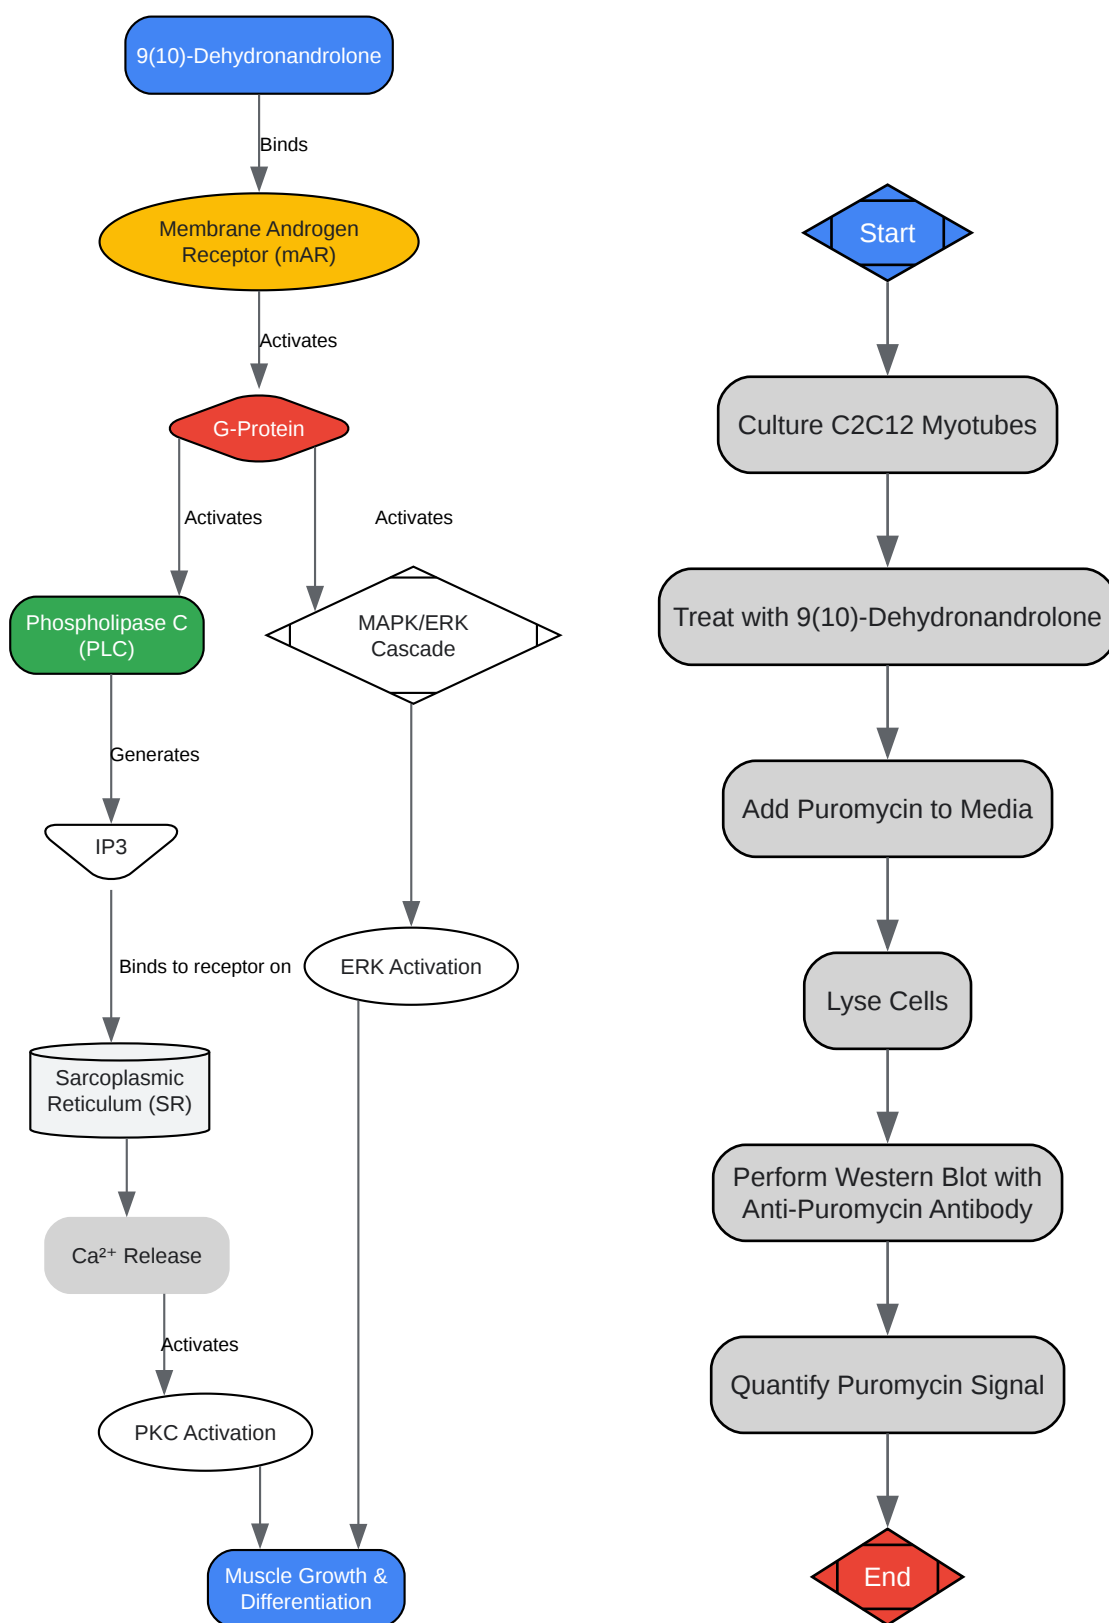 9(10)-Dehydronandrolone
Binds
Membrane Androgen
Receptor (mAR)
Activates
G-Protein
Activates
Activates
Phospholipase C
(PLC)
MAPK/ERK
Cascade
Generates
IP3
Binds to receptor on
ERK Activation
Sarcoplasmic
Reticulum (SR)
Ca²⁺ Release
Activates
PKC Activation
Muscle Growth &
Differentiation
Start
Culture C2C12 Myotubes
Treat with 9(10)-Dehydronandrolone
Add Puromycin to Media
Lyse Cells
Perform Western Blot with
Anti-Puromycin Antibody
Quantify Puromycin Signal
End